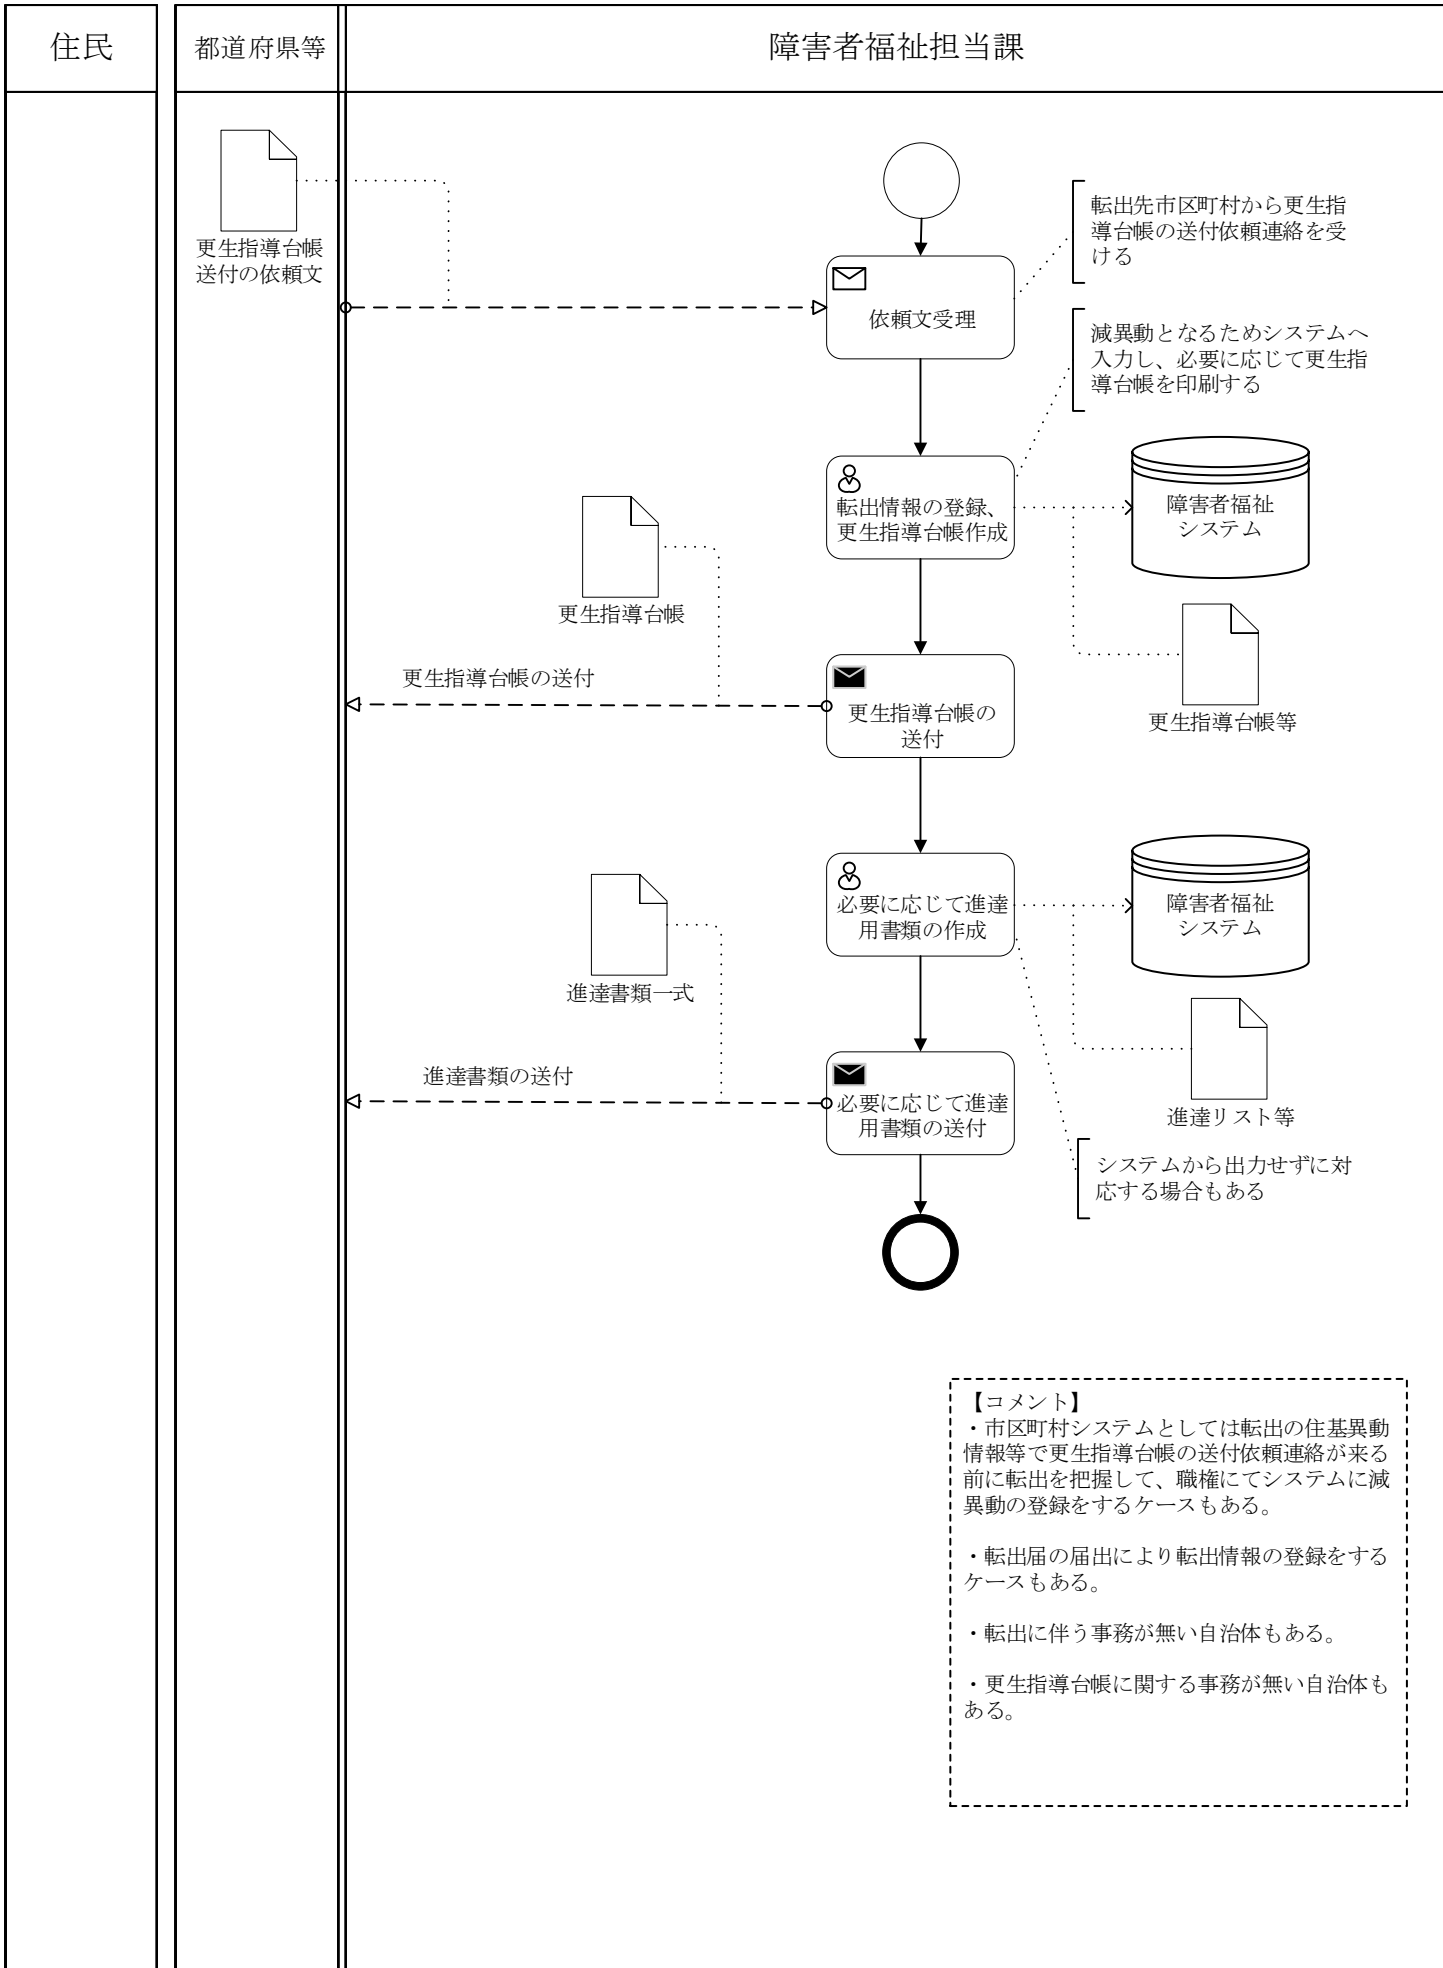 住民
都道府県等
障害者福祉担当課
更生指導台帳
送付の依頼文
転出先市区町村から更生指
導台帳の送付依頼連絡を受
ける
依頼文受理
減異動となるためシステムへ
入力し、必要に応じて更生指
導台帳を印刷する
転出情報の登録、
更生指導台帳作成
障害者福祉
システム
更生指導台帳
更生指導台帳等
更生指導台帳の送付
更生指導台帳の
送付
必要に応じて進達
用書類の作成
障害者福祉
システム
進達書類一式
進達リスト等
進達書類の送付
必要に応じて進達
用書類の送付
システムから出力せずに対
応する場合もある
【コメント】
・市区町村システムとしては転出の住基異動
情報等で更生指導台帳の送付依頼連絡が来る
前に転出を把握して、職権にてシステムに減
異動の登録をするケースもある。
・転出届の届出により転出情報の登録をする
ケースもある。
・転出に伴う事務が無い自治体もある。
・更生指導台帳に関する事務が無い自治体も
ある。